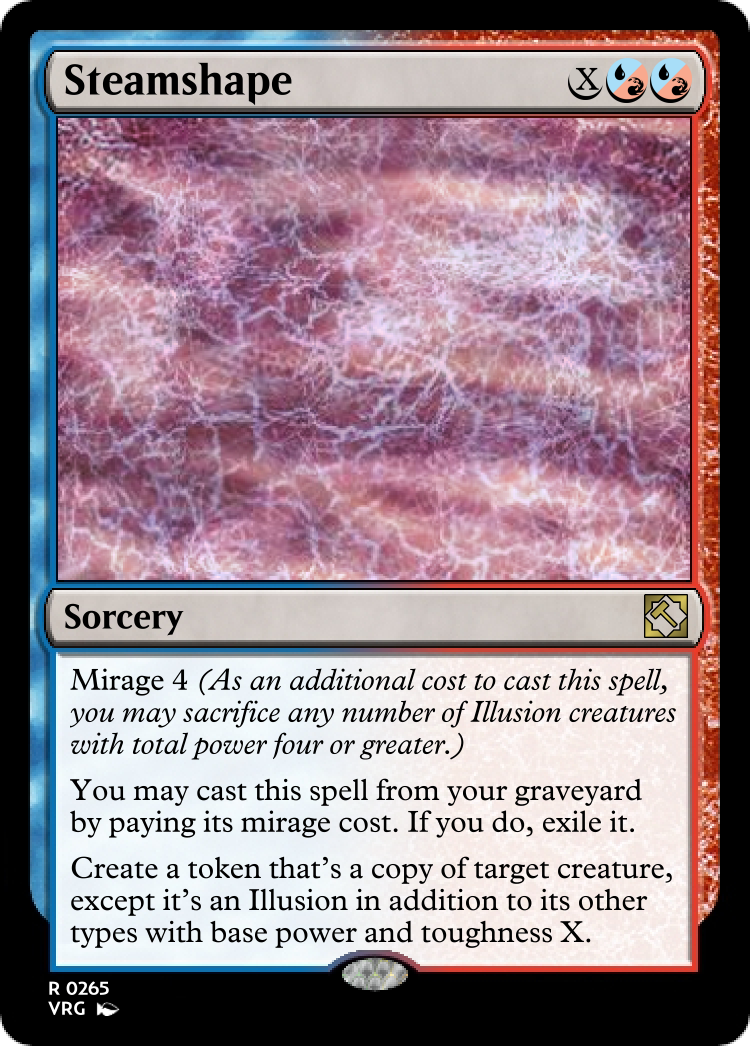 Steamshape X
Sorcery
Mirage 4 (As an additional cost to cast this spell,
you may sacrifice any number of Illusion creatures
with total power four or greater.)
You may cast this spell from your graveyard
by paying its mirage cost. If you do, exile it.
Create a token that's a copy of target creature,
except it's an Illusion in addition to its other
types with base power and toughness X.
R 0265
VRG